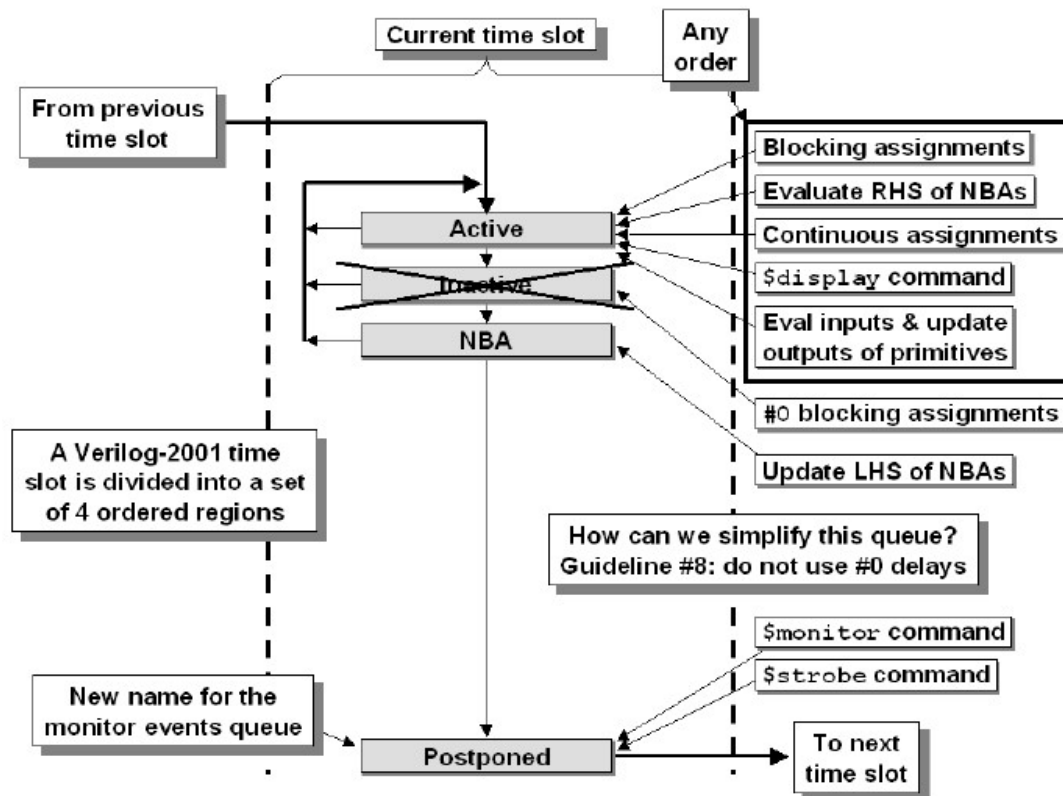 Current time slot
Any
order
From previous
time slot
Blocking assignments
Evaluate RHS of NBAs
Active
Continuous assignments
$display command
Inactive
Eval inputs & update
outputs of primitives
NBA
#0 blocking assignments
A Verilog-2001 time
slot is divided into a set
of 4 ordered regions
Update LHS of NBAs
How can we simplify this queue?
Guideline #8: do not use #0 delays
$monitor command
$strobe command
New name for the
monitor events queue
Postponed
To next
time slot